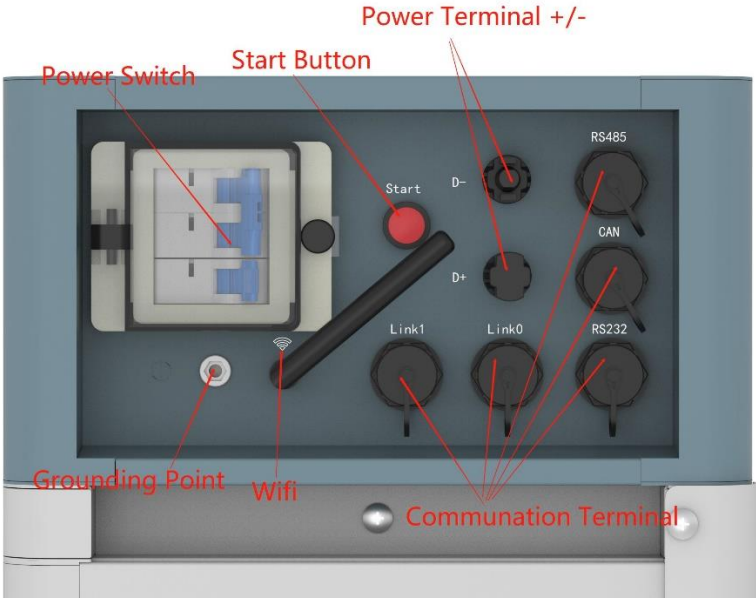 Power Terminal +/-
Start Button
Power Switch
RS485
Start
D-
CAN
D+
Link1
Link0
RS232
Grounding Point
Wifi
Communation Terminal